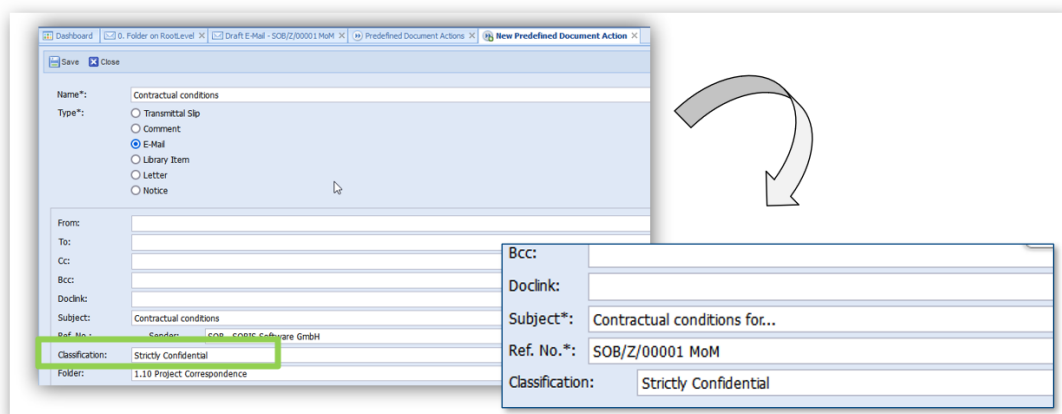 Dashboard 0. Folder on RootLevel Draft E-Mail - SOB/Z/00001 MoM Predefined Document Actions New Predefined Document Action
Save Close
Name*: Contractual conditions
Type*: Transmittal Slip
Comment
E-Mail
Library Item
Letter
Notice
From:
To:
Cc:
Bcc:
Doclink:
Subject: Contractual conditions
Ref. No.: Sender: SOB - SOBIS Software GmbH
Classification: Strictly Confidential
Folder: 1.10 Project Correspondence
Bcc:
Doclink:
Subject*: Contractual conditions for...
Ref. No.*: SOB/Z/00001 MoM
Classification: Strictly Confidential